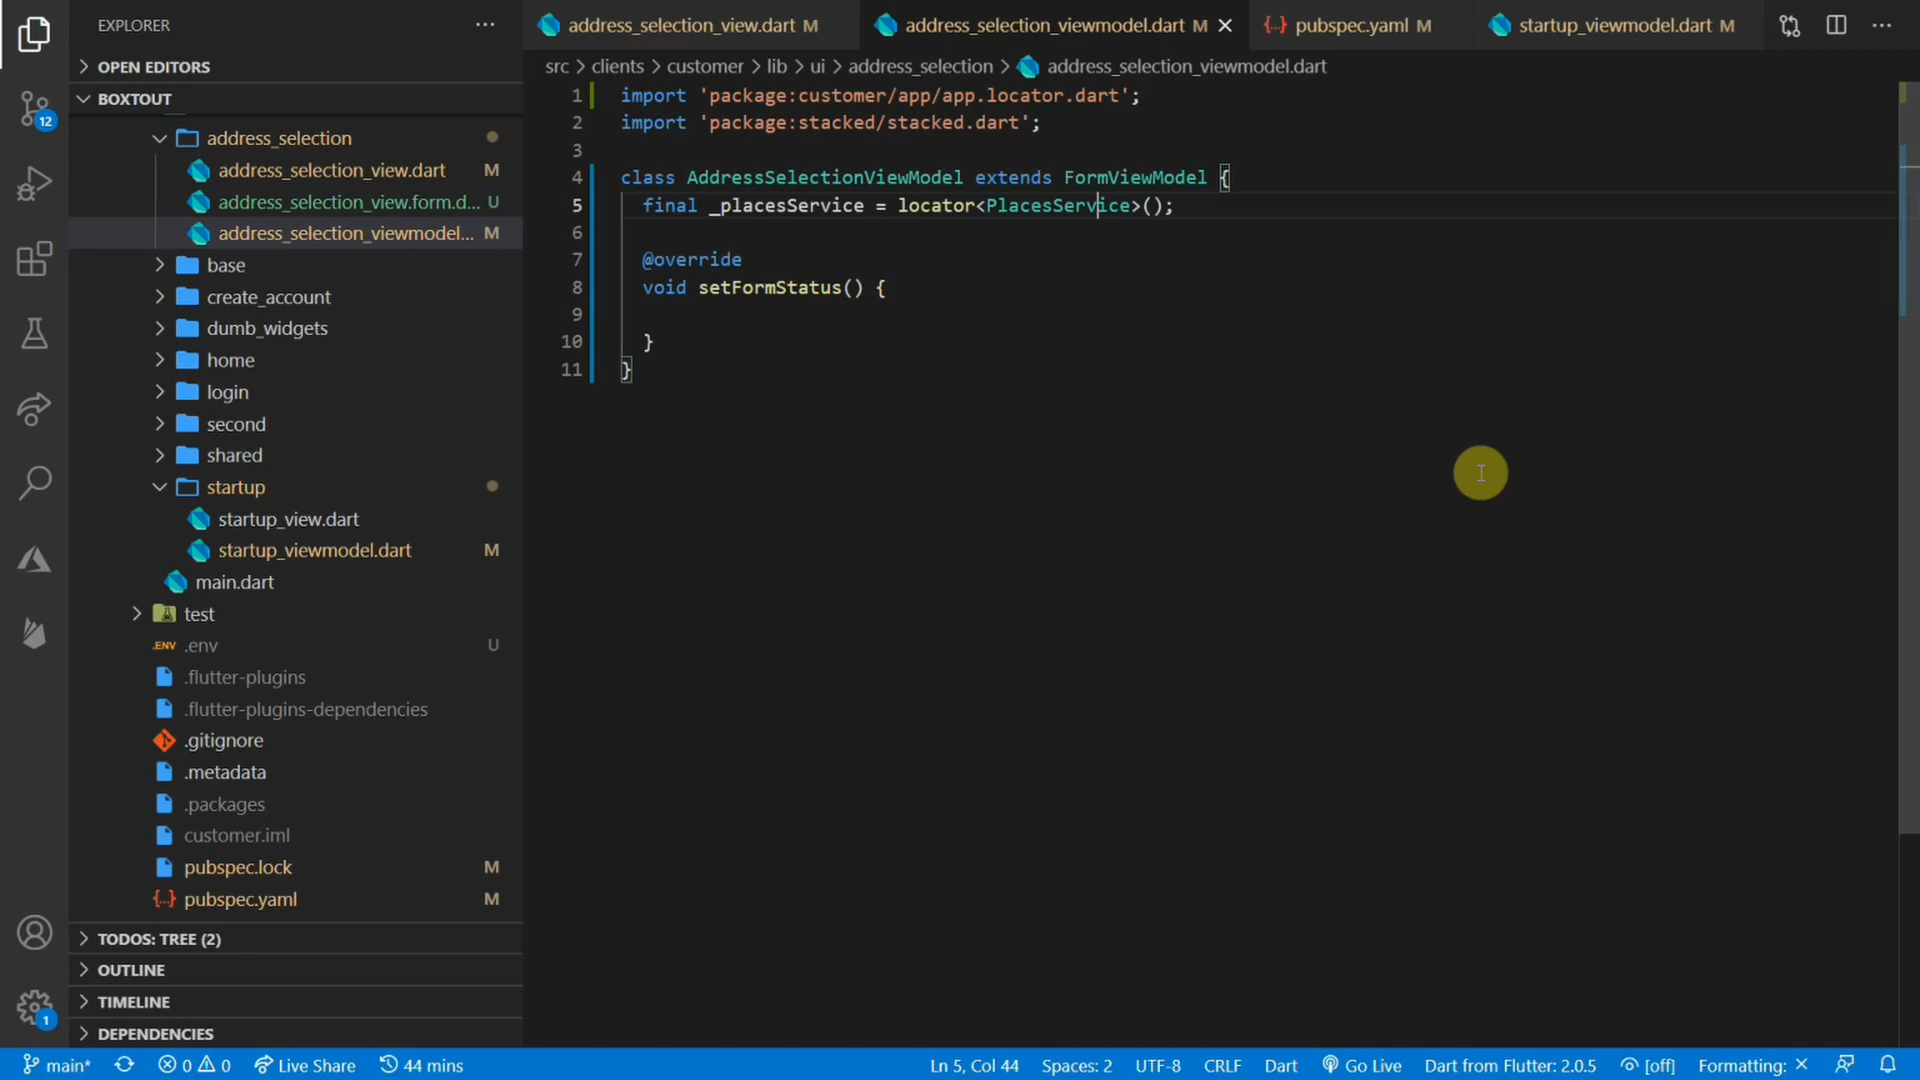 EXPLORER
OPEN EDITORS
BOXTOUT
address_selection
address_selection_view.dart M
address_selection_view.form.d... U
address_selection_viewmodel... M
base
create_account
dumb_widgets
home
login
second
shared
startup
startup_view.dart
startup_viewmodel.dart M
main.dart
test
.ENV .env U
.flutter-plugins
.flutter-plugins-dependencies
.gitignore
.metadata
.packages
customer.iml
pubspec.lock M
{..} pubspec.yaml M
TODOS: TREE (2)
OUTLINE
TIMELINE
DEPENDENCIES
12
1
address_selection_view.dart M
address_selection_viewmodel.dart M
{..} pubspec.yaml M
startup_viewmodel.dart M
src > clients > customer > lib > ui > address_selection > address_selection_viewmodel.dart
1 import 'package:customer/app/app.locator.dart';
2 import 'package:stacked/stacked.dart';
3
4 class AddressSelectionViewModel extends FormViewModel {
5 final _placesService = locator<PlacesService>();
6
7 @override
8 void setFormStatus() {
9
10 }
11 }
main* 0 0 Live Share 44 mins Ln 5, Col 44 Spaces: 2 UTF-8 CRLF Dart Go Live Dart from Flutter: 2.0.5 [off] Formatting: ×